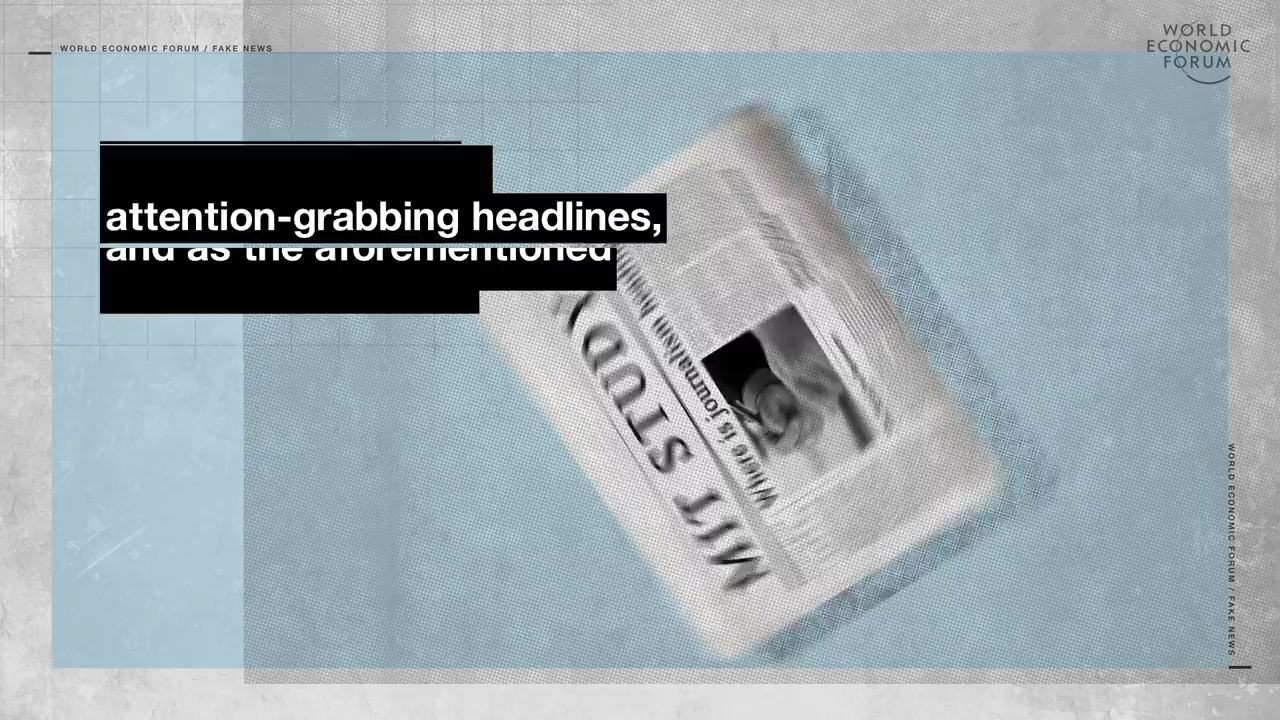 WORLD ECONOMIC FORUM / FAKE NEWS
WORLD
ECONOMIC
FORUM
attention-grabbing headlines,
and as the aforementioned
MIT STUDY
Where is journalism
WORLD ECONOMIC FORUM / FAKE NEWS